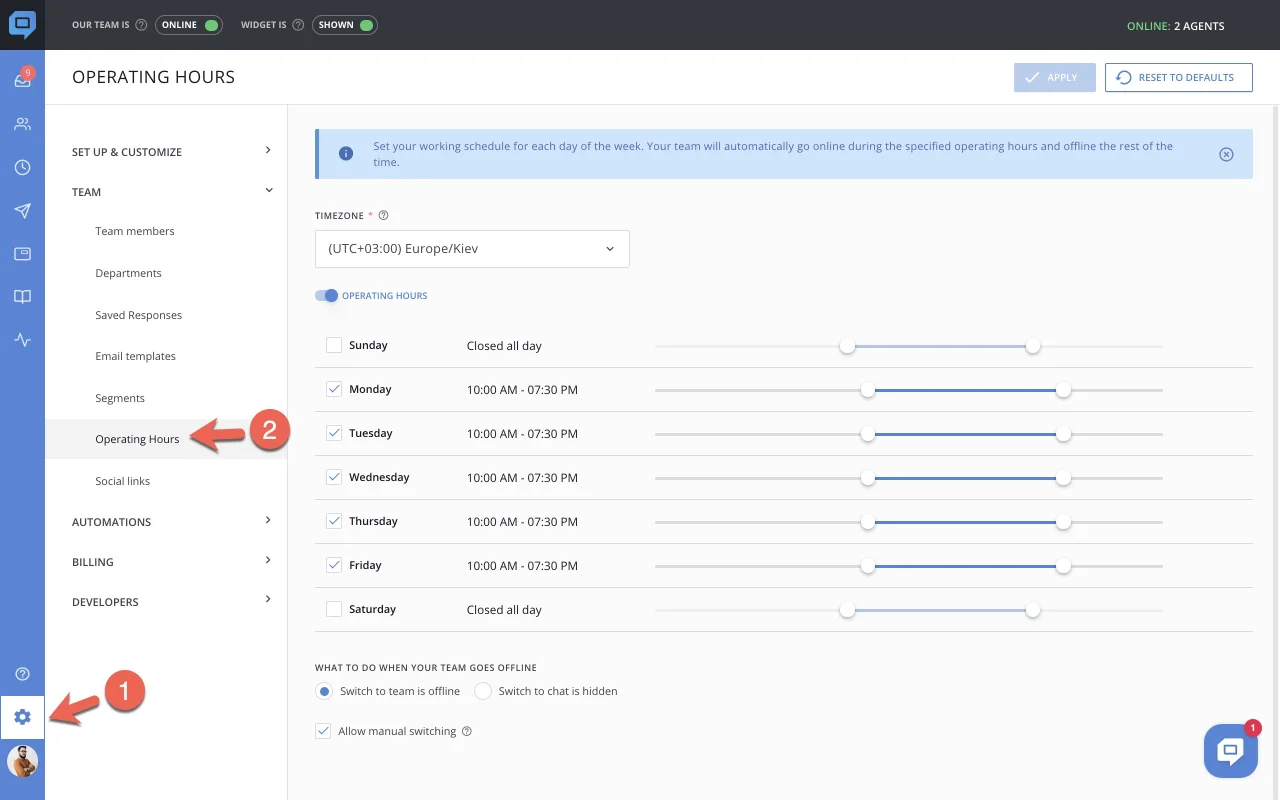 OUR TEAM IS ONLINE WIDGET IS SHOWN ONLINE: 2 AGENTS
9
OPERATING HOURS APPLY RESET TO DEFAULTS
SET UP & CUSTOMIZE
TEAM
Team members
Departments
Saved Responses
Email templates
Segments
Operating Hours 2
Social links
AUTOMATIONS
BILLING
DEVELOPERS
1
Set your working schedule for each day of the week. Your team will automatically go online during the specified operating hours and offline the rest of the
time.
TIMEZONE *
(UTC+03:00) Europe/Kiev
OPERATING HOURS
Sunday Closed all day
Monday 10:00 AM - 07:30 PM
Tuesday 10:00 AM - 07:30 PM
Wednesday 10:00 AM - 07:30 PM
Thursday 10:00 AM - 07:30 PM
Friday 10:00 AM - 07:30 PM
Saturday Closed all day
WHAT TO DO WHEN YOUR TEAM GOES OFFLINE
Switch to team is offline Switch to chat is hidden
Allow manual switching
1